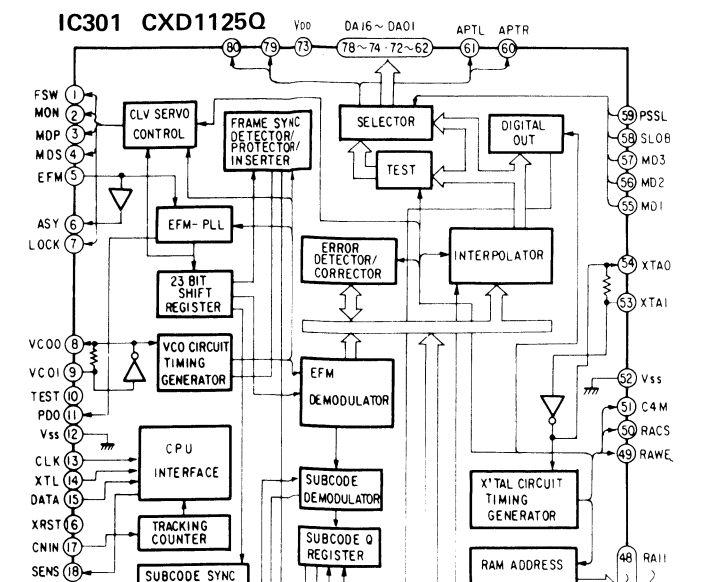 IC301 CXD1125Q
VDD DA16~DA01 APTL APTR
80 79 73 78~74·72~62 61 60
FSW 1
MON 2
MDP 3
MDS 4
EFM 5
ASY 6
LOCK 7
VCOO 8
VCOI 9
TEST 10
PDO 11
Vss 12
CLK 13
XTL 14
DATA 15
XRST 16
CNIN 17
SENS 18
CLV SERVO
CONTROL
FRAME SYNC
DETECTOR/
PROTECTOR/
INSERTER
SELECTOR
DIGITAL
OUT
TEST
EFM-PLL
ERROR
DETECTOR/
CORRECTOR
INTERPOLATOR
23 BIT
SHIFT
REGISTER
VCO CIRCUIT
TIMING
GENERATOR
EFM
DEMODULATOR
CPU
INTERFACE
SUBCODE
DEMODULATOR
X'TAL CIRCUIT
TIMING
GENERATOR
TRACKING
COUNTER
SUBCODE Q
REGISTER
RAM ADDRESS
SUBCODE SYNC
59 PSSL
58 SLOB
57 MD3
56 MD2
55 MD1
54 XTAO
53 XTAI
52 Vss
51 C4M
50 RACS
49 RAWE
48 RA11